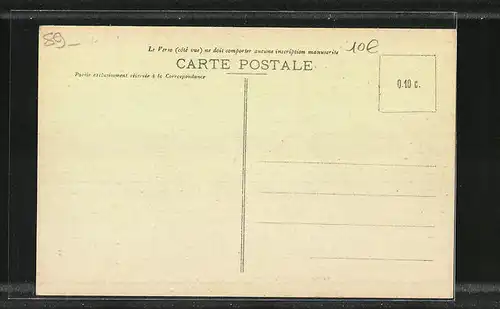 89-
Le Verso (côté vue) ne doit comporter aucune inscription manuscrite
10€
CARTE POSTALE
Partie exclusivement réservée à la Correspondance
0.10 c.